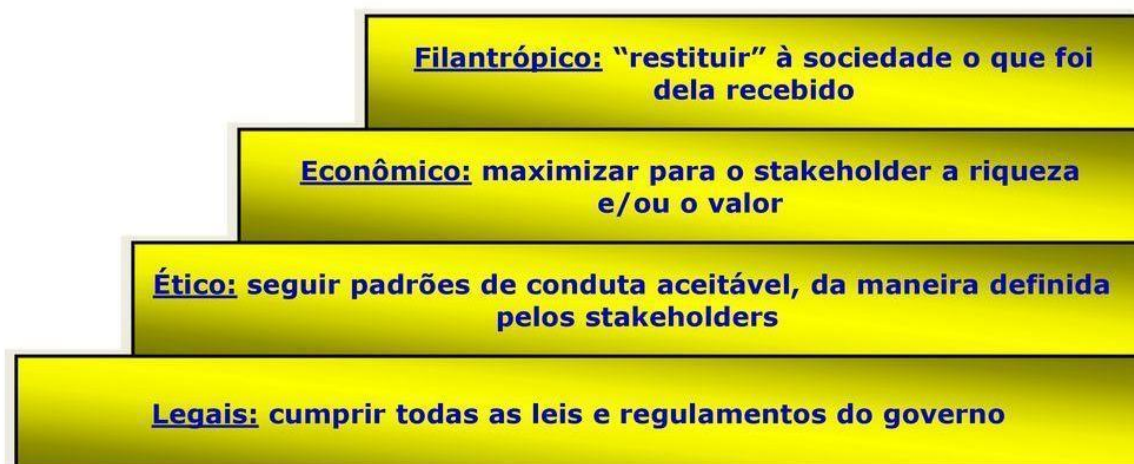 Filantrópico: “restituir” à sociedade o que foi
dela recebido
Econômico: maximizar para o stakeholder a riqueza
e/ou o valor
Ético: seguir padrões de conduta aceitável, da maneira definida
pelos stakeholders
Legais: cumprir todas as leis e regulamentos do governo